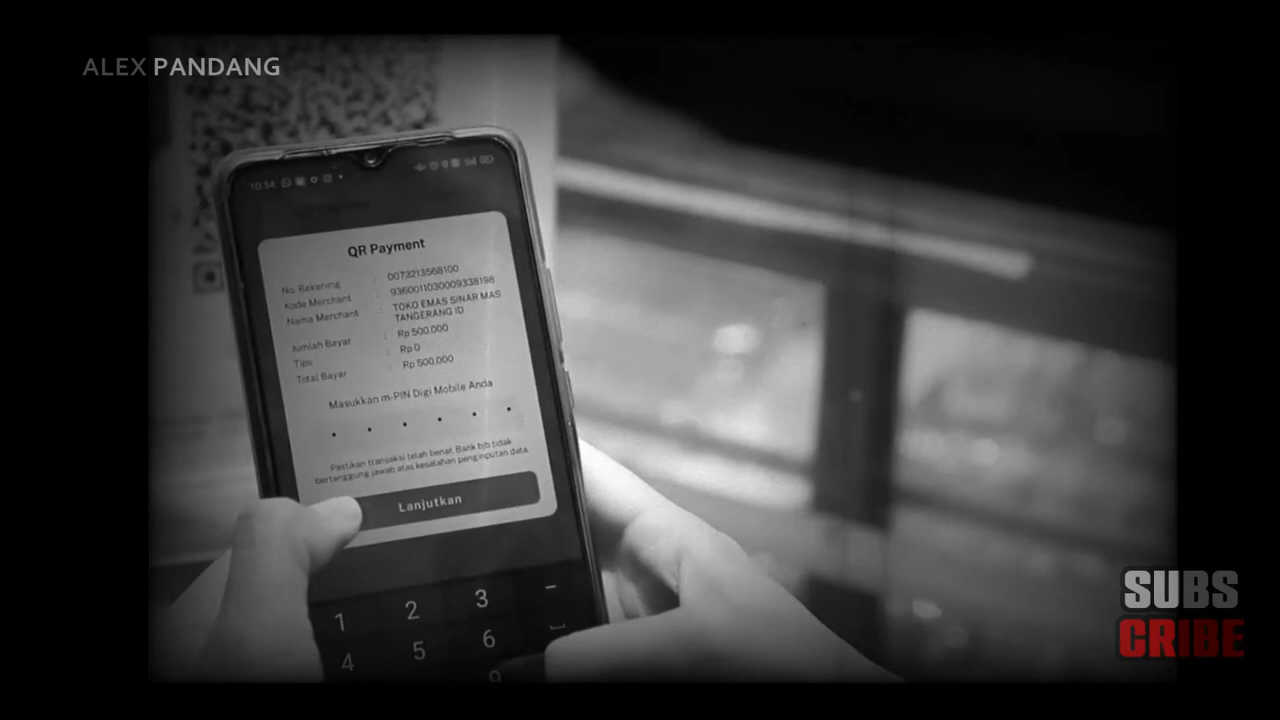 ALEX PANDANG
10:34
QR Payment
No. Rekening : 0073213568100
Kode Merchant : 9360011030009338198
Nama Merchant : TOKO EMAS SINAR MAS
TANGERANG ID
Jumlah Bayar : Rp 500.000
Tips : Rp 0
Total Bayar : Rp 500.000
Masukkan m-PIN Digi Mobile Anda
Pastikan transaksi telah benar, Bank bjb tidak
bertanggung jawab atas kesalahan penginputan data.
Lanjutkan
1 2 3 -
4 5 6
9
SUBS
CRIBE